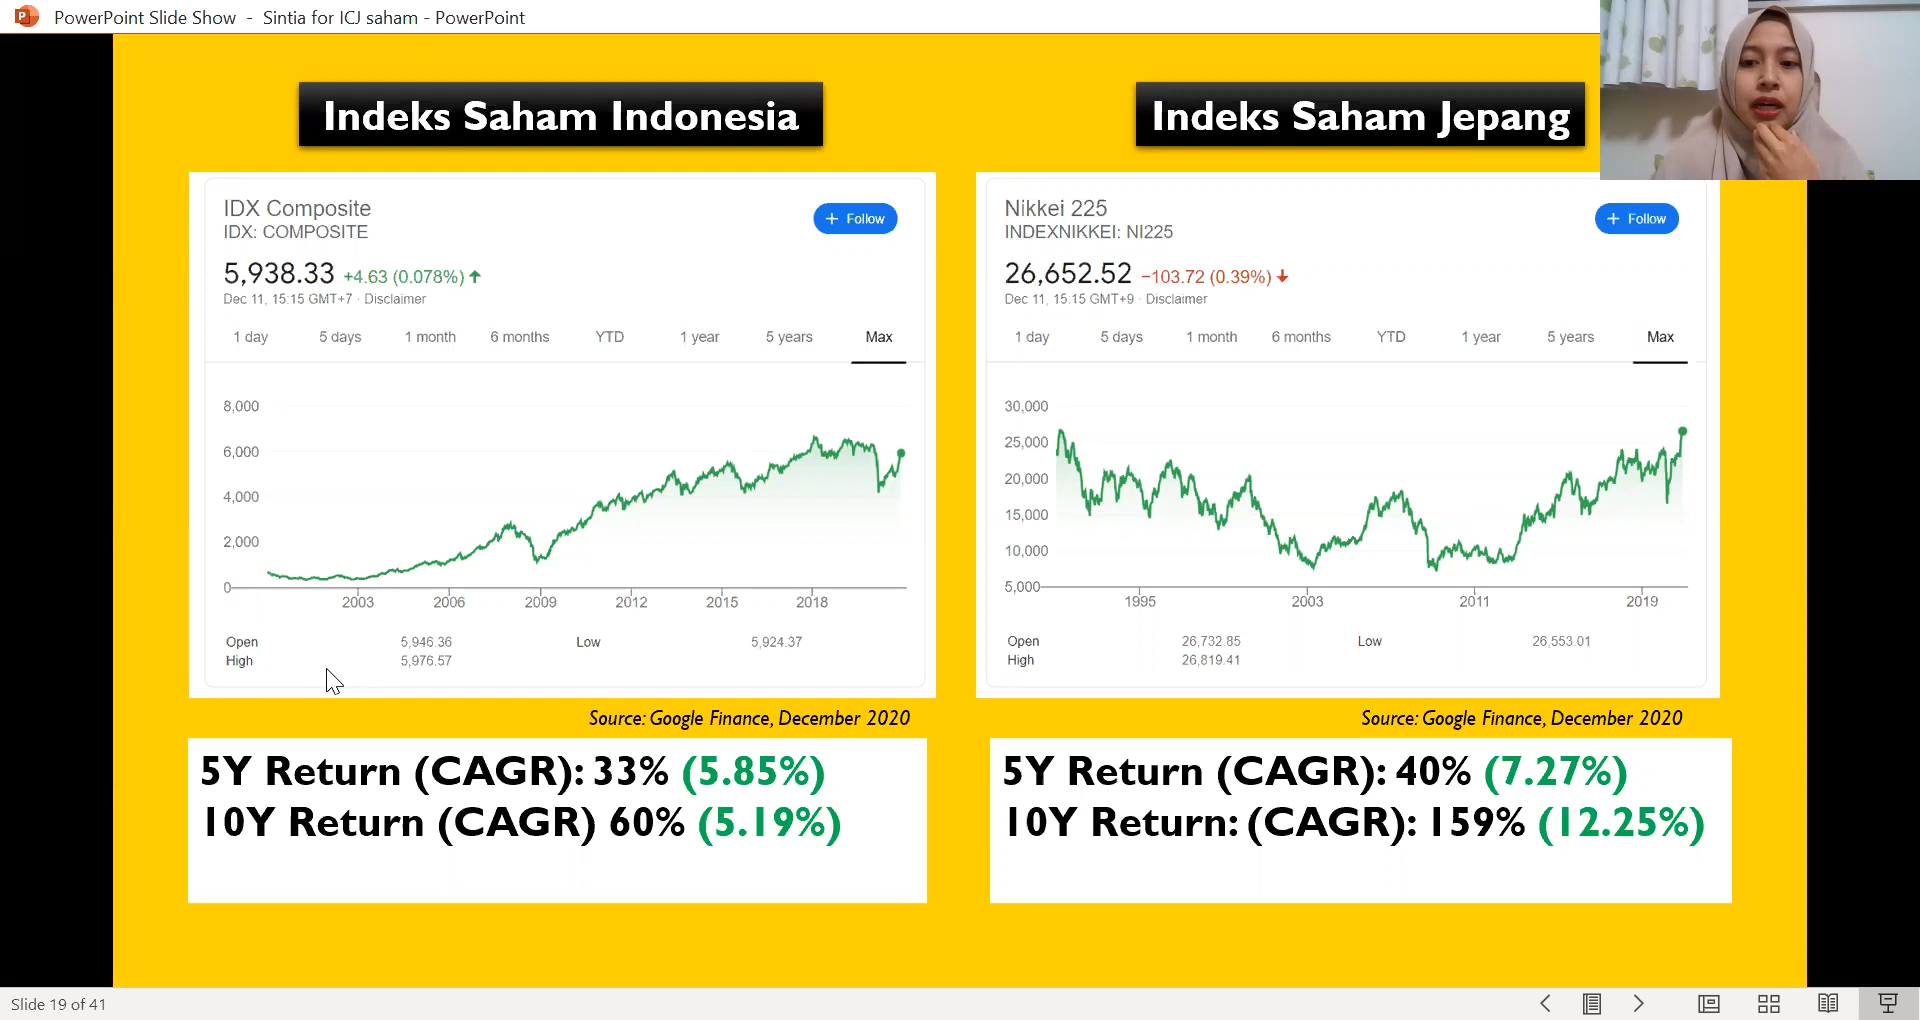 PowerPoint Slide Show - Sintia for ICJ saham - PowerPoint
Indeks Saham Indonesia
IDX Composite
IDX: COMPOSITE
+ Follow
5,938.33 +4.63 (0.078%) ↑
Dec 11, 15:15 GMT+7 · Disclaimer
1 day 5 days 1 month 6 months YTD 1 year 5 years Max
8,000
6,000
4,000
2,000
0
2003 2006 2009 2012 2015 2018
Open 5,946.36 Low 5,924.37
High 5,976.57
Source: Google Finance, December 2020
5Y Return (CAGR): 33% (5.85%)
10Y Return (CAGR) 60% (5.19%)
Indeks Saham Jepang
Nikkei 225
INDEXNIKKEI: NI225
+ Follow
26,652.52 −103.72 (0.39%) ↓
Dec 11, 15:15 GMT+9 · Disclaimer
1 day 5 days 1 month 6 months YTD 1 year 5 years Max
30,000
25,000
20,000
15,000
10,000
5,000
1995 2003 2011 2019
Open 26,732.85 Low 26,553.01
High 26,819.41
Source: Google Finance, December 2020
5Y Return (CAGR): 40% (7.27%)
10Y Return: (CAGR): 159% (12.25%)
Slide 19 of 41